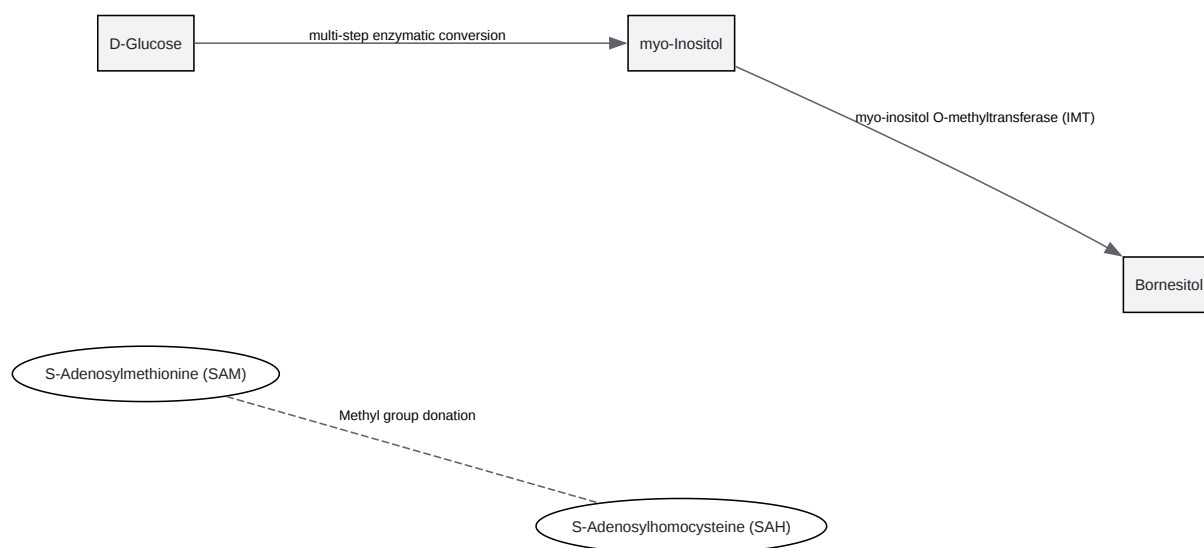 D-Glucose
multi-step enzymatic conversion
myo-Inositol
myo-inositol O-methyltransferase (IMT)
Bornesitol
S-Adenosylmethionine (SAM)
Methyl group donation
S-Adenosylhomocysteine (SAH)